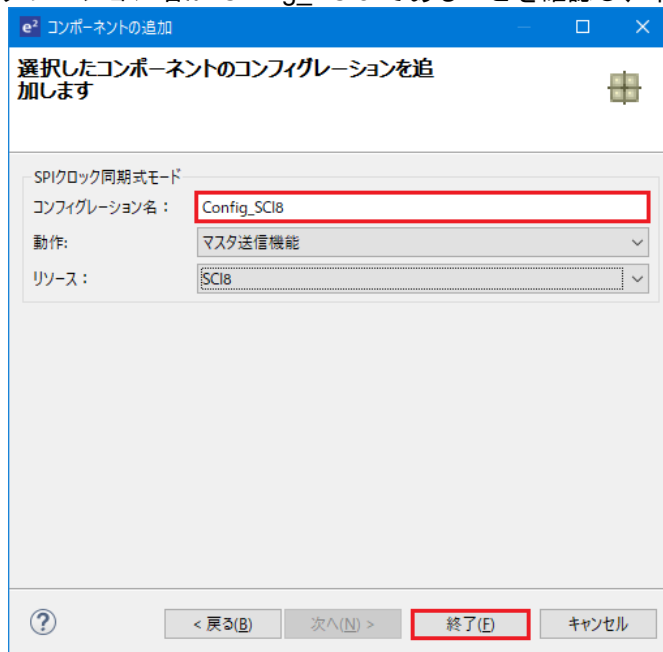 e² コンポーネントの追加
選択したコンポーネントのコンフィグレーションを追
加します
SPIクロック同期式モード
コンフィグレーション名： Config_SCI8
動作: マスタ送信機能
リソース： SCI8
< 戻る(B) 次へ(N) > 終了(F) キャンセル